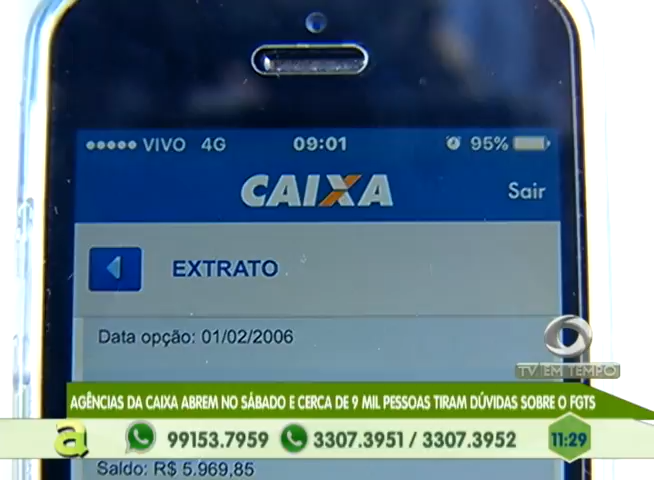 VIVO 4G 09:01 95%
CAIXA Sair
EXTRATO
Data opção: 01/02/2006
TV EM TEMPO
AGÊNCIAS DA CAIXA ABREM NO SÁBADO E CERCA DE 9 MIL PESSOAS TIRAM DÚVIDAS SOBRE O FGTS
a 99153.7959 3307.3951 / 3307.3952 11:29
Saldo: R$ 5.969,85